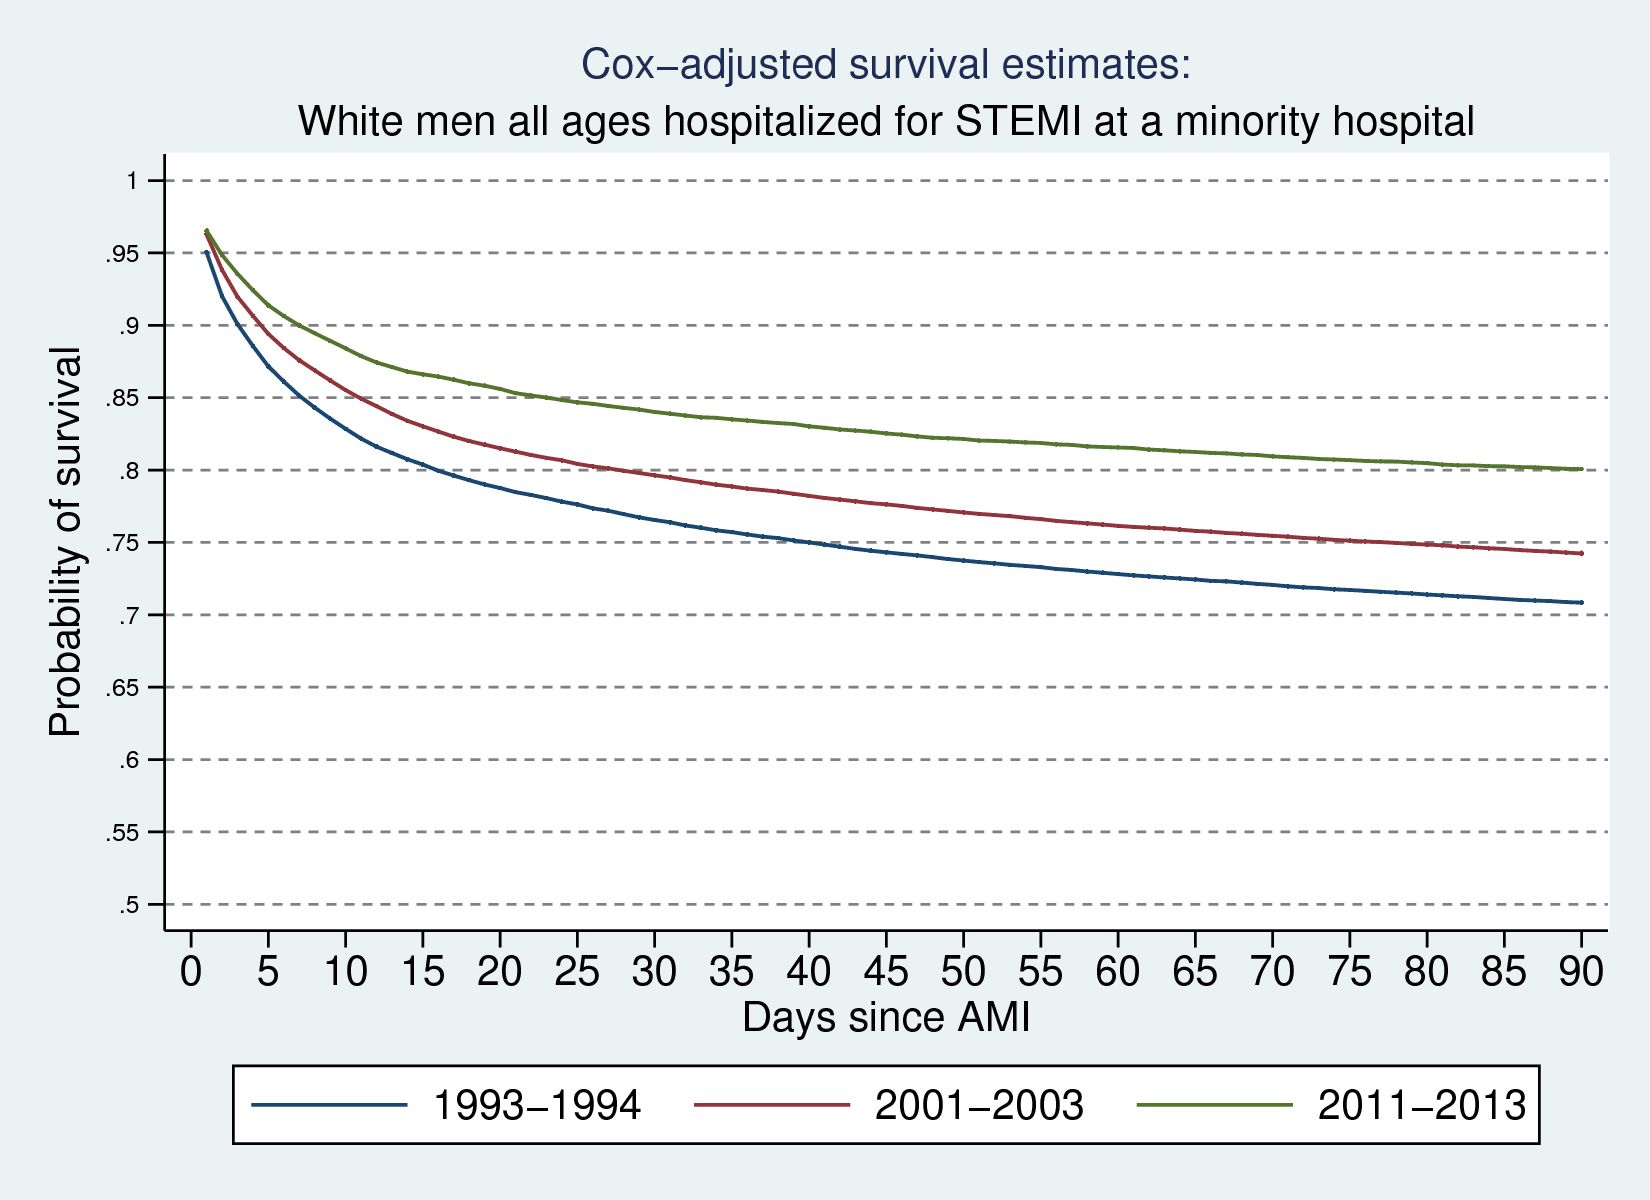 Cox–adjusted survival estimates:
White men all ages hospitalized for STEMI at a minority hospital
Probability of survival
1
.95
.9
.85
.8
.75
.7
.65
.6
.55
.5
0 5 10 15 20 25 30 35 40 45 50 55 60 65 70 75 80 85 90
Days since AMI
1993–1994 2001–2003 2011–2013